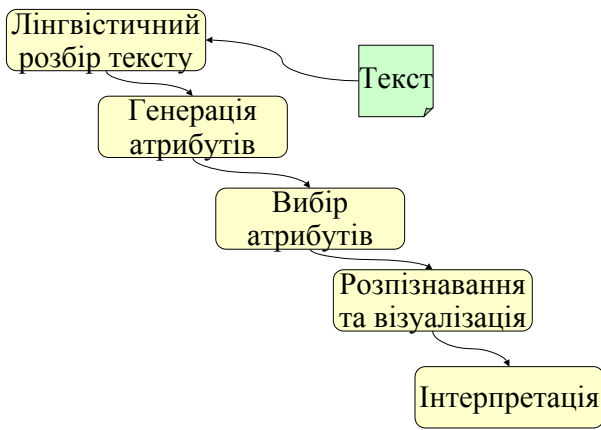 Лінгвістичний
розбір тексту
Текст
Генерація
атрибутів
Вибір
атрибутів
Розпізнавання
та візуалізація
Інтерпретація